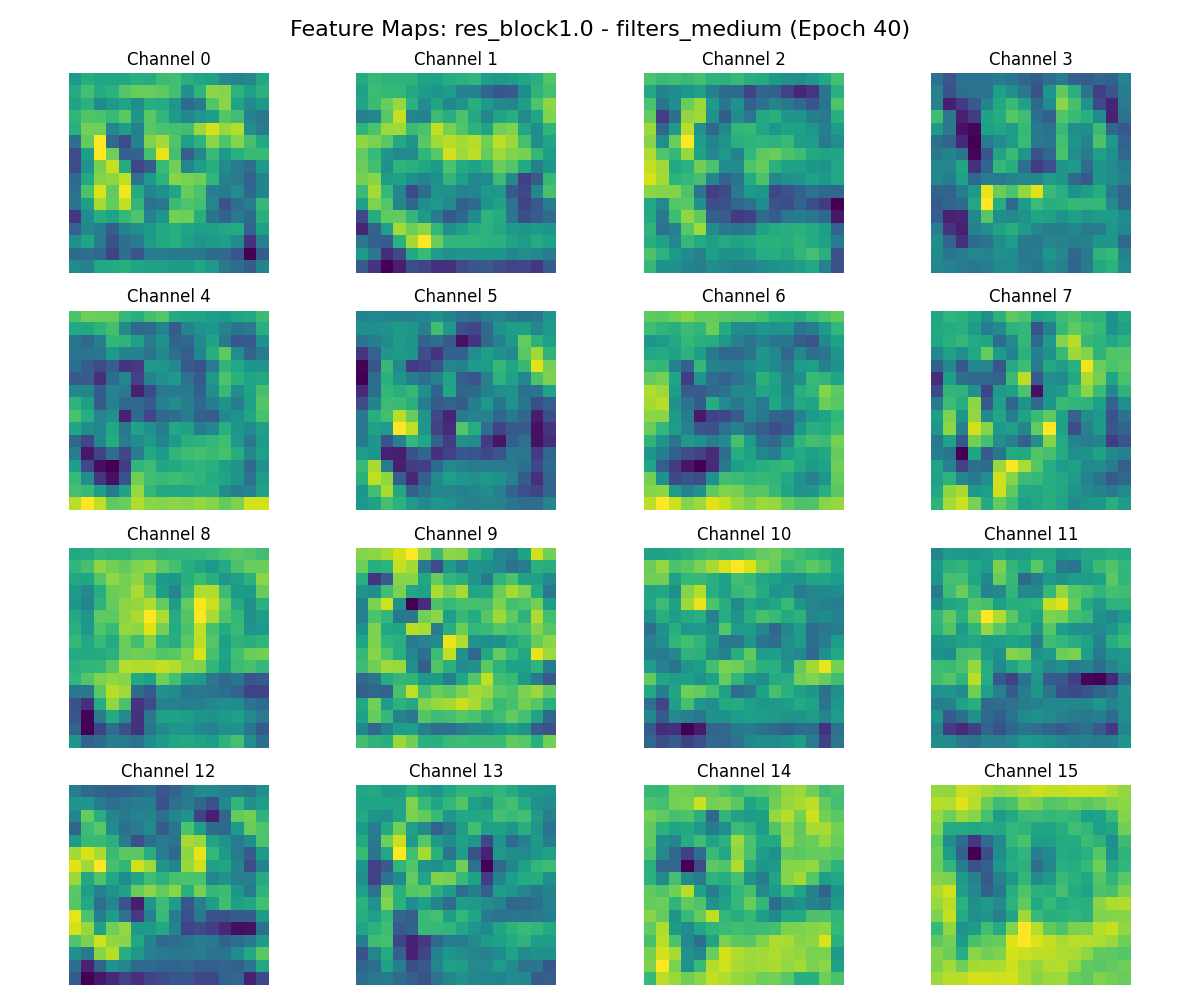 Feature Maps: res_block1.0 - filters_medium (Epoch 40)
Channel 0
Channel 1
Channel 2
Channel 3
Channel 4
Channel 5
Channel 6
Channel 7
Channel 8
Channel 9
Channel 10
Channel 11
Channel 12
Channel 13
Channel 14
Channel 15